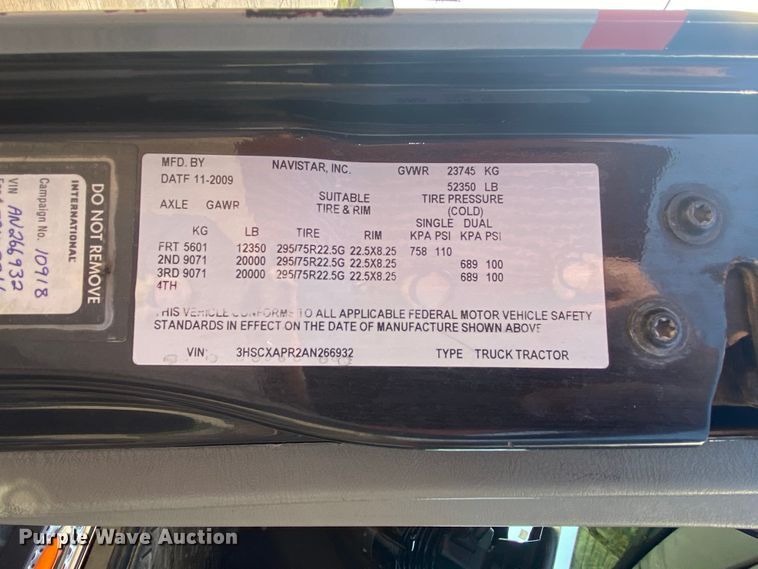 MFD. BY NAVISTAR, INC. GVWR 23745 KG
DATF 11-2009 52350 LB
AXLE GAWR SUITABLE TIRE & RIM TIRE PRESSURE (COLD)
SINGLE DUAL
KG LB TIRE RIM KPA PSI KPA PSI
FRT 5601 12350 295/75R22.5G 22.5X8.25 758 110
2ND 9071 20000 295/75R22.5G 22.5X8.25 689 100
3RD 9071 20000 295/75R22.5G 22.5X8.25 689 100
4TH
THIS VEHICLE CONFORMS TO ALL APPLICABLE FEDERAL MOTOR VEHICLE SAFETY
STANDARDS IN EFFECT ON THE DATE OF MANUFACTURE SHOWN ABOVE
VIN: 3HSCXAPR2AN266932 TYPE TRUCK TRACTOR
DO NOT REMOVE
INTERNATIONAL
Campaign No. 10918
VIN AN266932
Purple Wave Auction